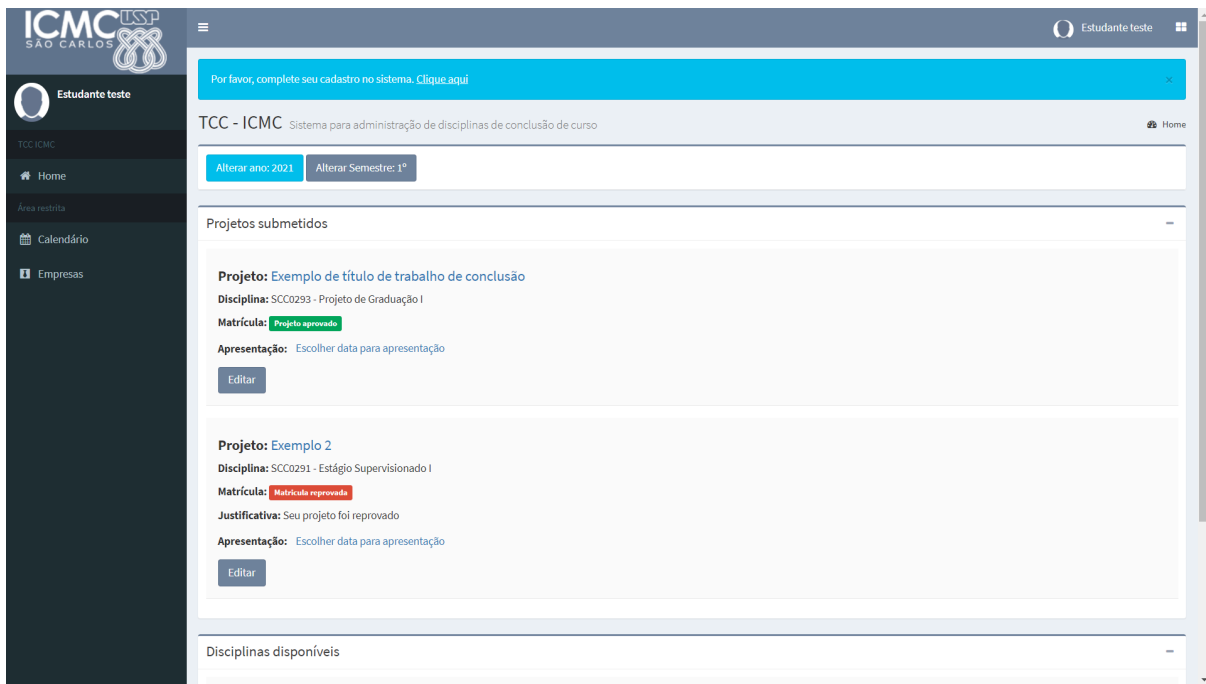 ICMC USP
SÃO CARLOS
Estudante teste
Estudante teste
TCC ICMC
Home
Área restrita
Calendário
Empresas
Por favor, complete seu cadastro no sistema. Clique aqui ×
TCC - ICMC Sistema para administração de disciplinas de conclusão de curso
Home
Alterar ano: 2021 Alterar Semestre: 1º
Projetos submetidos
Projeto: Exemplo de título de trabalho de conclusão
Disciplina: SCC0293 - Projeto de Graduação I
Matrícula: Projeto aprovado
Apresentação: Escolher data para apresentação
Editar
Projeto: Exemplo 2
Disciplina: SCC0291 - Estágio Supervisionado I
Matrícula: Matricula reprovada
Justificativa: Seu projeto foi reprovado
Apresentação: Escolher data para apresentação
Editar
Disciplinas disponíveis